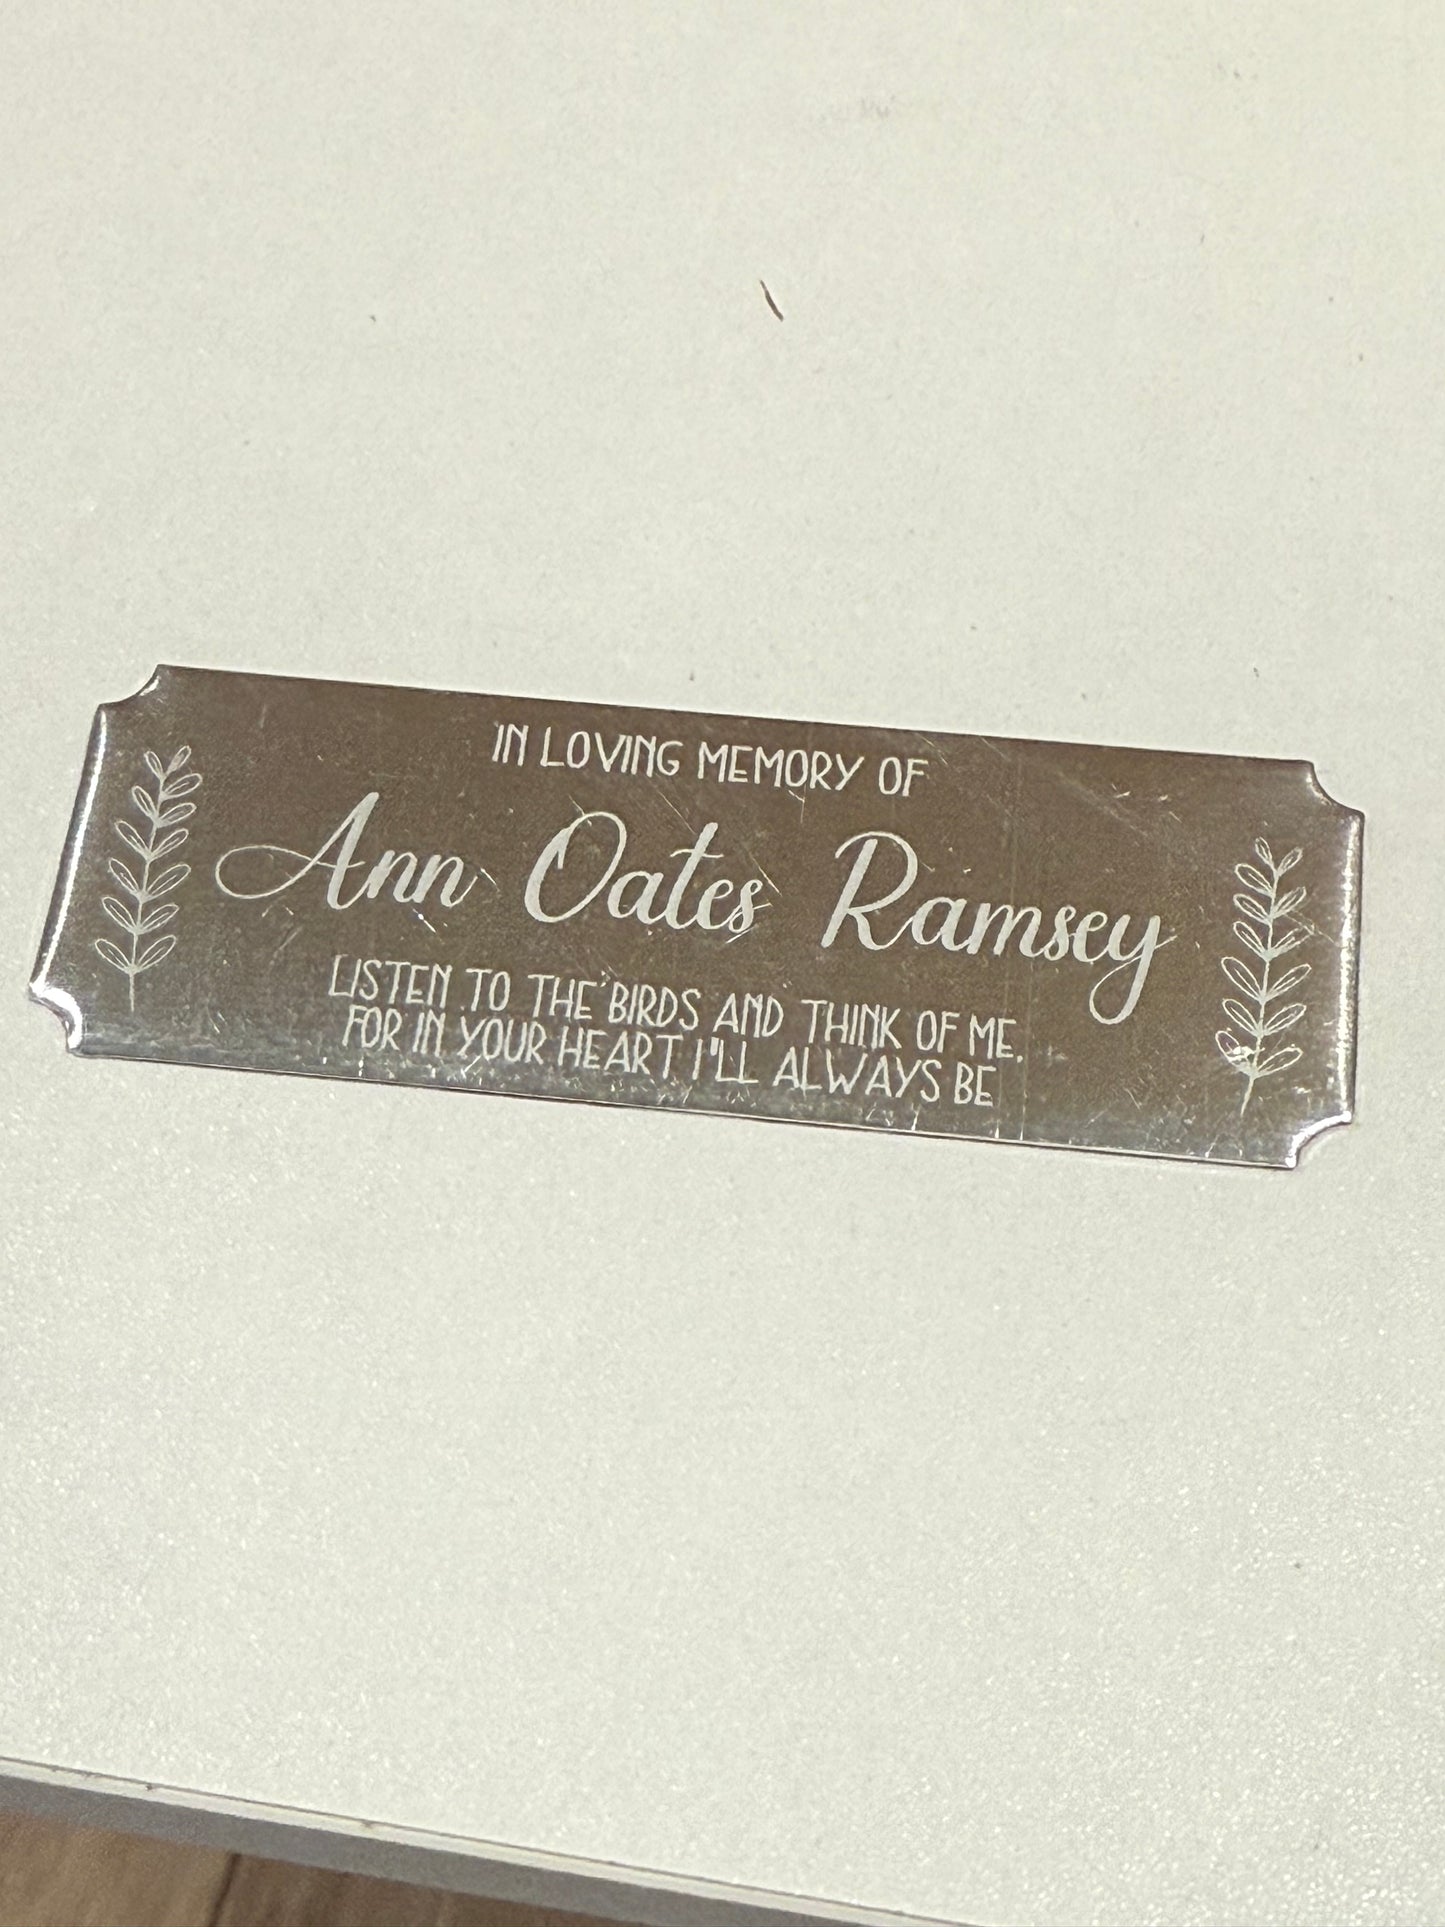 IN LOVING MEMORY OF
Ann Oates Ramsey
LISTEN TO THE BIRDS AND THINK OF ME,
FOR IN YOUR HEART I'LL ALWAYS BE